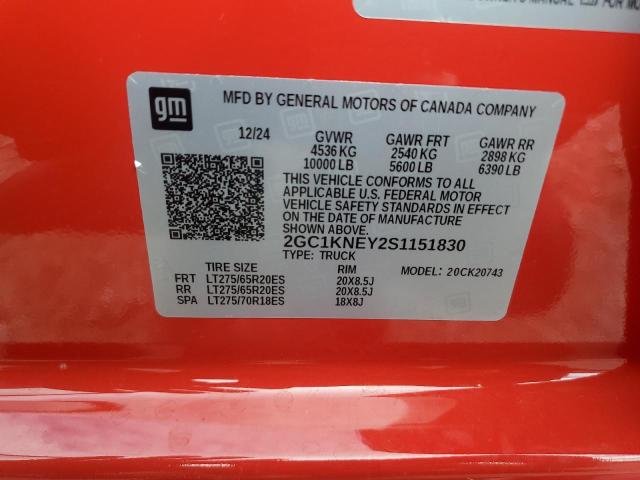 gm
MFD BY GENERAL MOTORS OF CANADA COMPANY
12/24 GVWR GAWR FRT GAWR RR
4536 KG 2540 KG 2898 KG
10000 LB 5600 LB 6390 LB
THIS VEHICLE CONFORMS TO ALL
APPLICABLE U.S. FEDERAL MOTOR
VEHICLE SAFETY STANDARDS IN EFFECT
ON THE DATE OF MANUFACTURE
SHOWN ABOVE.
2GC1KNEY2S1151830
TYPE: TRUCK MODEL: 20CK20743
TIRE SIZE RIM
FRT LT275/65R20ES 20X8.5J
RR LT275/65R20ES 20X8.5J
SPA LT275/70R18ES 18X8J